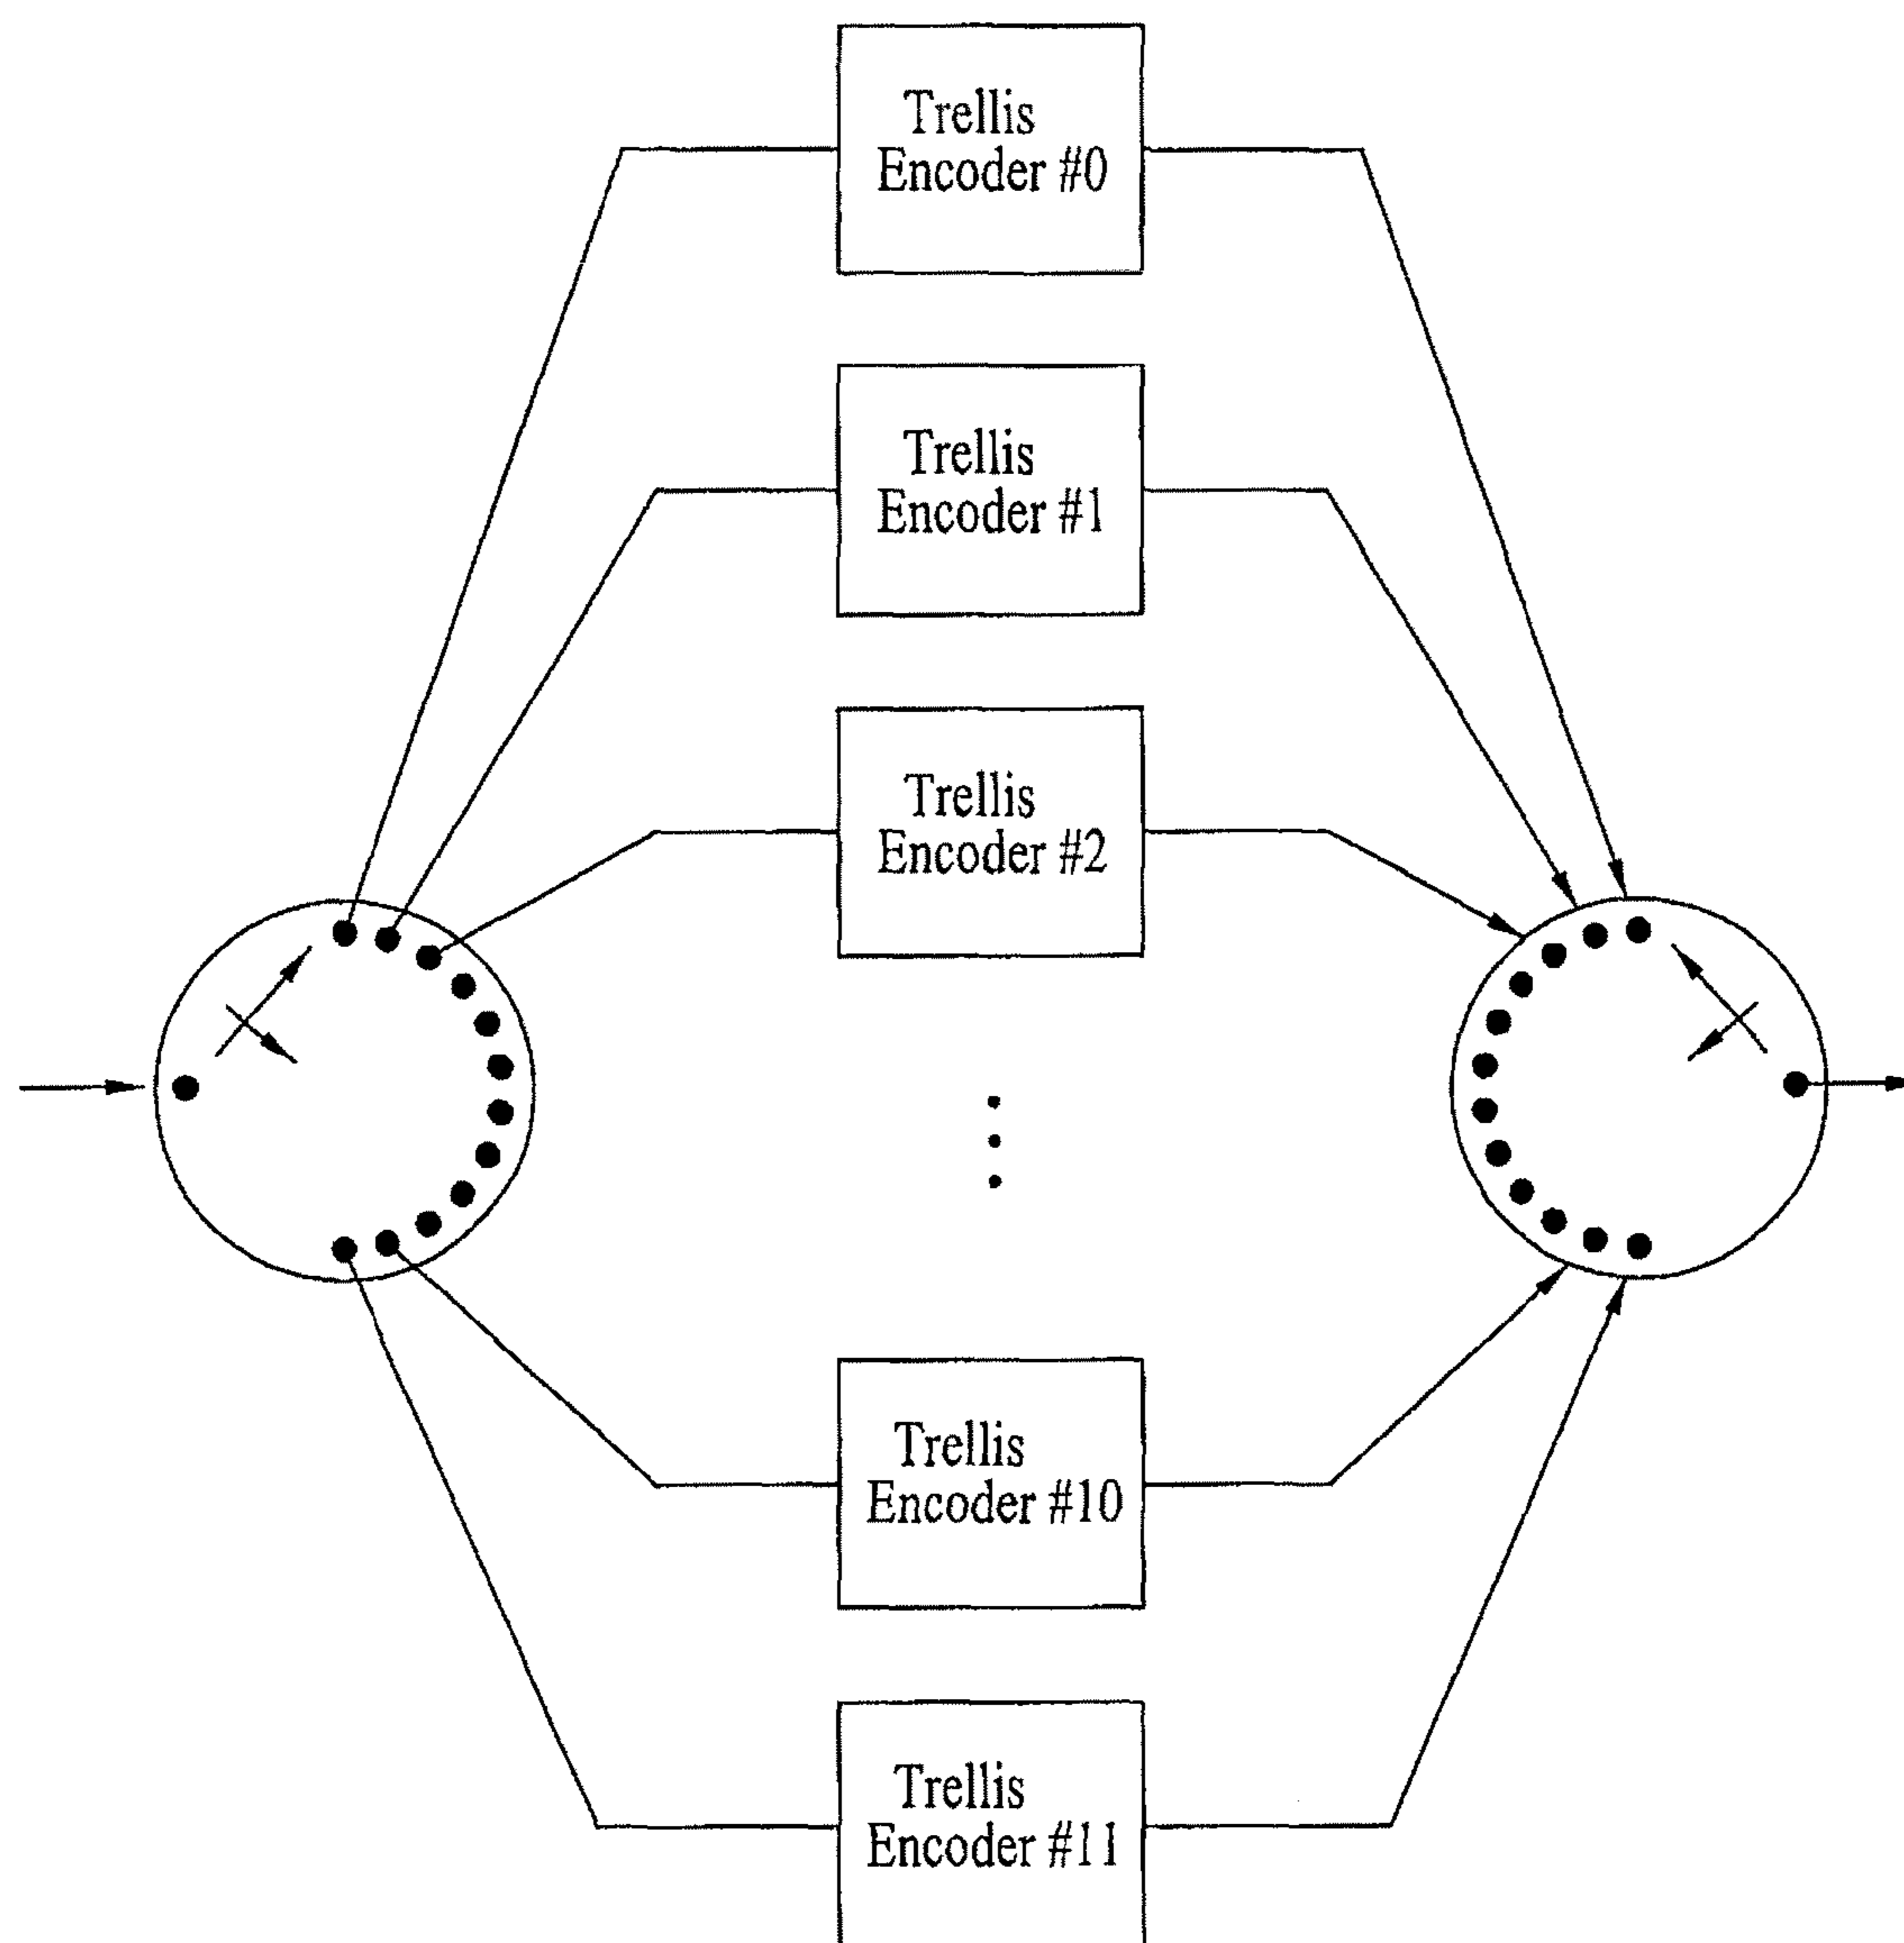 Trellis
Encoder #0
Trellis
Encoder #1
Trellis
Encoder #2
Trellis
Encoder #10
Trellis
Encoder #11